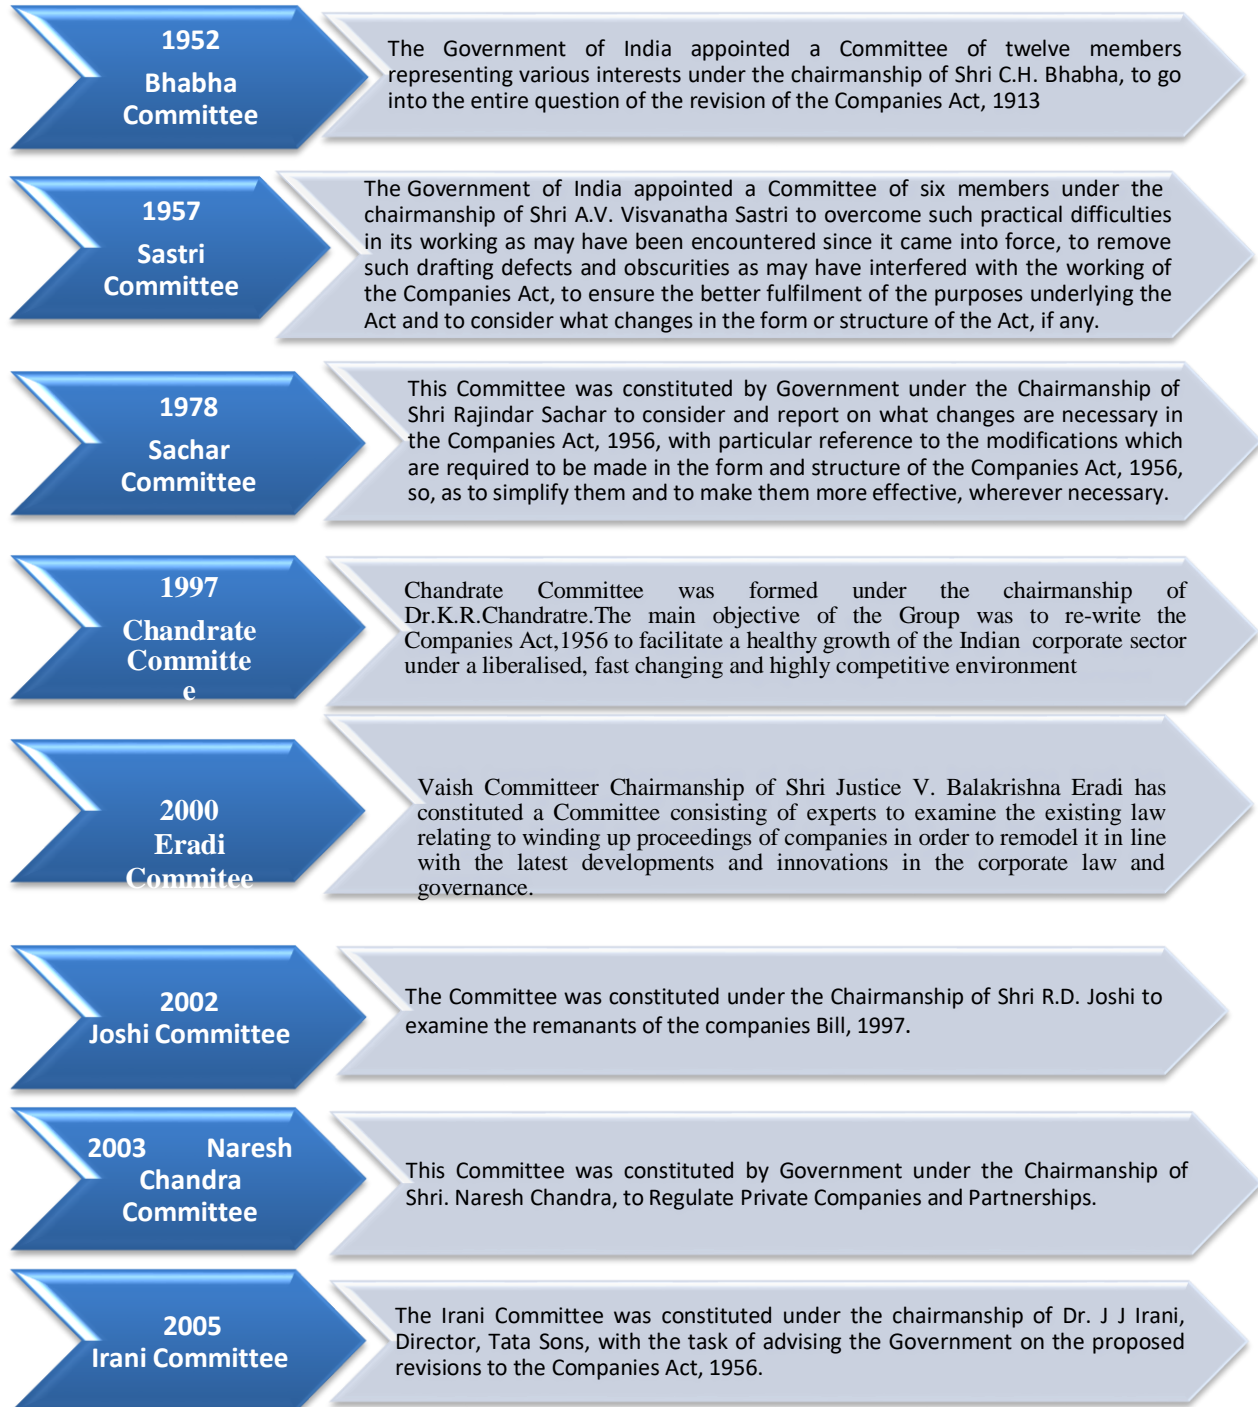 1952
Bhabha
Committee
The Government of India appointed a Committee of twelve members
representing various interests under the chairmanship of Shri C.H. Bhabha, to go
into the entire question of the revision of the Companies Act, 1913
1957
Sastri
Committee
The Government of India appointed a Committee of six members under the
chairmanship of Shri A.V. Visvanatha Sastri to overcome such practical difficulties
in its working as may have been encountered since it came into force, to remove
such drafting defects and obscurities as may have interfered with the working of
the Companies Act, to ensure the better fulfilment of the purposes underlying the
Act and to consider what changes in the form or structure of the Act, if any.
1978
Sachar
Committee
This Committee was constituted by Government under the Chairmanship of
Shri Rajindar Sachar to consider and report on what changes are necessary in
the Companies Act, 1956, with particular reference to the modifications which
are required to be made in the form and structure of the Companies Act, 1956,
so, as to simplify them and to make them more effective, wherever necessary.
1997
Chandrate
Committe
e
Chandrate Committee was formed under the chairmanship of
Dr.K.R.Chandratre.The main objective of the Group was to re-write the
Companies Act,1956 to facilitate a healthy growth of the Indian corporate sector
under a liberalised, fast changing and highly competitive environment
2000
Eradi
Commitee
Vaish Committeer Chairmanship of Shri Justice V. Balakrishna Eradi has
constituted a Committee consisting of experts to examine the existing law
relating to winding up proceedings of companies in order to remodel it in line
with the latest developments and innovations in the corporate law and
governance.
2002
Joshi Committee
The Committee was constituted under the Chairmanship of Shri R.D. Joshi to
examine the remanants of the companies Bill, 1997.
2003 Naresh
Chandra
Committee
This Committee was constituted by Government under the Chairmanship of
Shri. Naresh Chandra, to Regulate Private Companies and Partnerships.
2005
Irani Committee
The Irani Committee was constituted under the chairmanship of Dr. J J Irani,
Director, Tata Sons, with the task of advising the Government on the proposed
revisions to the Companies Act, 1956.